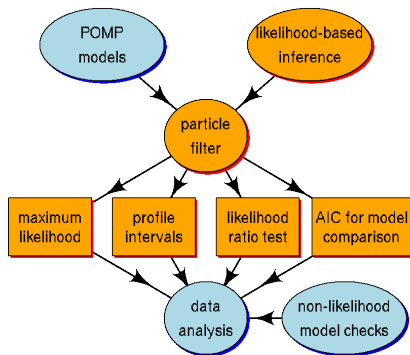 POMP
models
likelihood-based
inference
particle
filter
maximum
likelihood
profile
intervals
likelihood
ratio test
AIC for model
comparison
data
analysis
non-likelihood
model checks